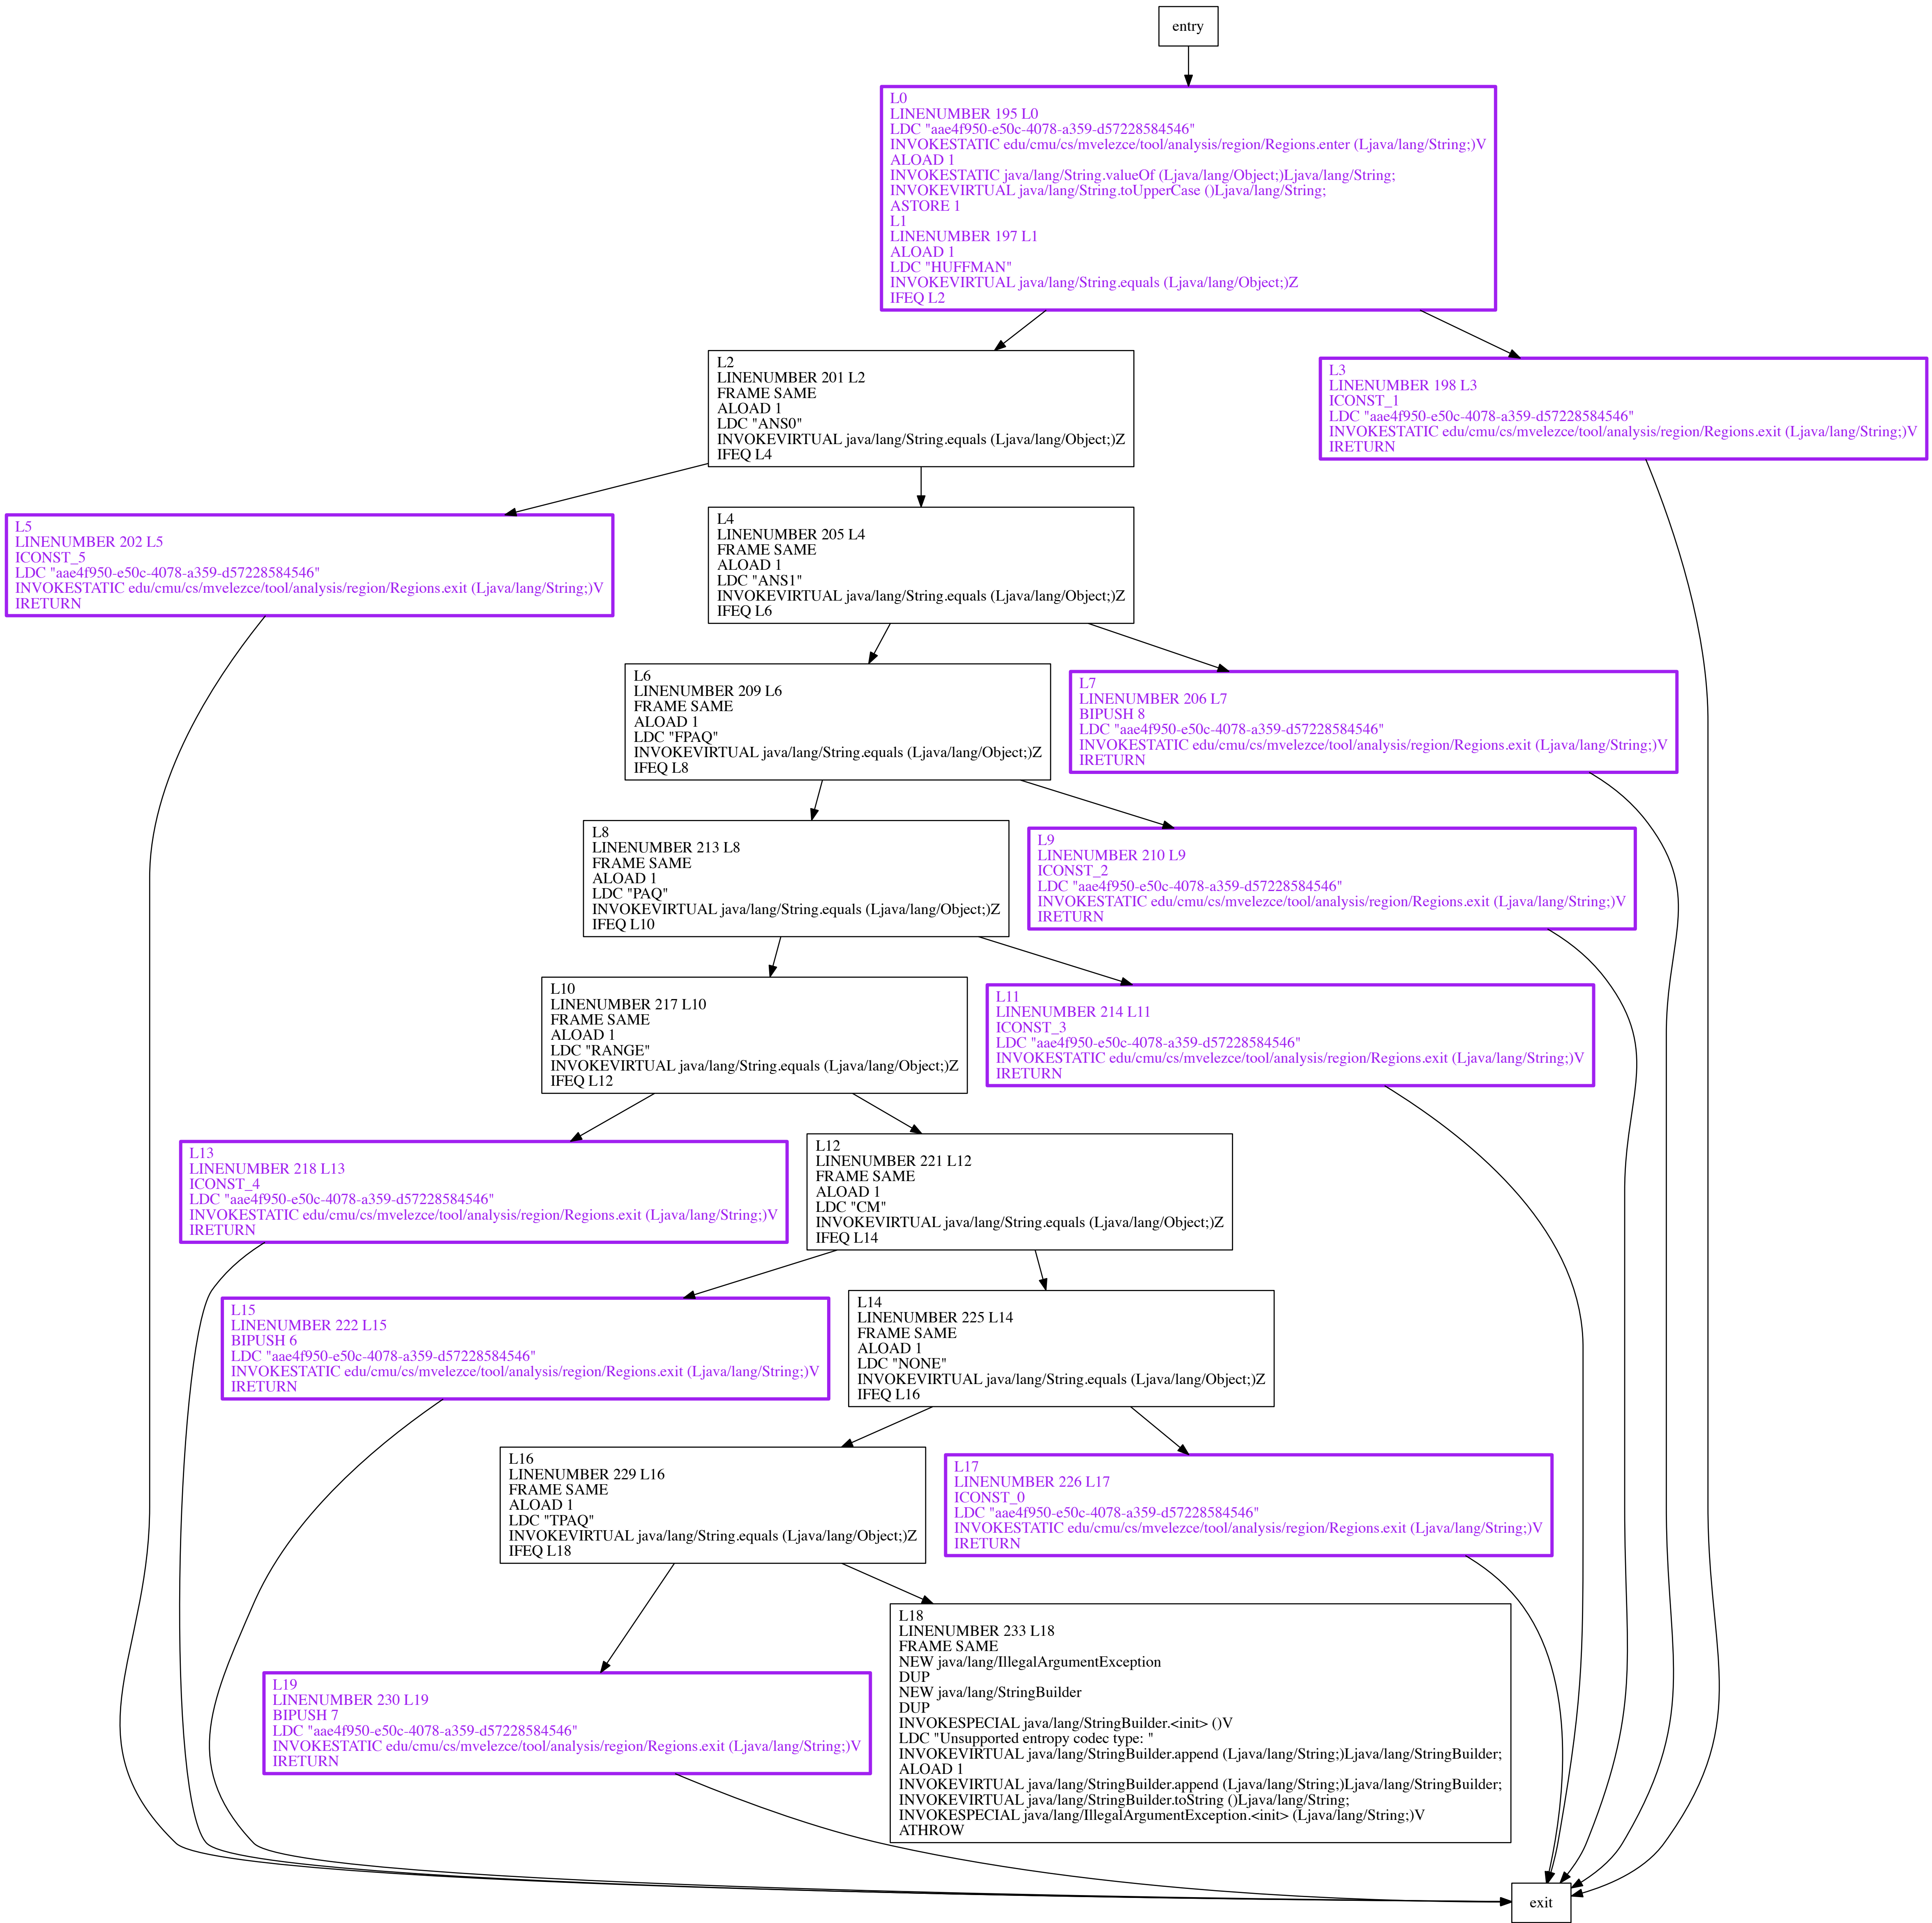 entry
L0
LINENUMBER 195 L0
LDC "aae4f950-e50c-4078-a359-d57228584546"
INVOKESTATIC edu/cmu/cs/mvelezce/tool/analysis/region/Regions.enter (Ljava/lang/String;)V
ALOAD 1
INVOKESTATIC java/lang/String.valueOf (Ljava/lang/Object;)Ljava/lang/String;
INVOKEVIRTUAL java/lang/String.toUpperCase ()Ljava/lang/String;
ASTORE 1
L1
LINENUMBER 197 L1
ALOAD 1
LDC "HUFFMAN"
INVOKEVIRTUAL java/lang/String.equals (Ljava/lang/Object;)Z
IFEQ L2
L2
LINENUMBER 201 L2
FRAME SAME
ALOAD 1
LDC "ANS0"
INVOKEVIRTUAL java/lang/String.equals (Ljava/lang/Object;)Z
IFEQ L4
L3
LINENUMBER 198 L3
ICONST_1
LDC "aae4f950-e50c-4078-a359-d57228584546"
INVOKESTATIC edu/cmu/cs/mvelezce/tool/analysis/region/Regions.exit (Ljava/lang/String;)V
IRETURN
L5
LINENUMBER 202 L5
ICONST_5
LDC "aae4f950-e50c-4078-a359-d57228584546"
INVOKESTATIC edu/cmu/cs/mvelezce/tool/analysis/region/Regions.exit (Ljava/lang/String;)V
IRETURN
L4
LINENUMBER 205 L4
FRAME SAME
ALOAD 1
LDC "ANS1"
INVOKEVIRTUAL java/lang/String.equals (Ljava/lang/Object;)Z
IFEQ L6
L6
LINENUMBER 209 L6
FRAME SAME
ALOAD 1
LDC "FPAQ"
INVOKEVIRTUAL java/lang/String.equals (Ljava/lang/Object;)Z
IFEQ L8
L7
LINENUMBER 206 L7
BIPUSH 8
LDC "aae4f950-e50c-4078-a359-d57228584546"
INVOKESTATIC edu/cmu/cs/mvelezce/tool/analysis/region/Regions.exit (Ljava/lang/String;)V
IRETURN
L8
LINENUMBER 213 L8
FRAME SAME
ALOAD 1
LDC "PAQ"
INVOKEVIRTUAL java/lang/String.equals (Ljava/lang/Object;)Z
IFEQ L10
L9
LINENUMBER 210 L9
ICONST_2
LDC "aae4f950-e50c-4078-a359-d57228584546"
INVOKESTATIC edu/cmu/cs/mvelezce/tool/analysis/region/Regions.exit (Ljava/lang/String;)V
IRETURN
L10
LINENUMBER 217 L10
FRAME SAME
ALOAD 1
LDC "RANGE"
INVOKEVIRTUAL java/lang/String.equals (Ljava/lang/Object;)Z
IFEQ L12
L11
LINENUMBER 214 L11
ICONST_3
LDC "aae4f950-e50c-4078-a359-d57228584546"
INVOKESTATIC edu/cmu/cs/mvelezce/tool/analysis/region/Regions.exit (Ljava/lang/String;)V
IRETURN
L13
LINENUMBER 218 L13
ICONST_4
LDC "aae4f950-e50c-4078-a359-d57228584546"
INVOKESTATIC edu/cmu/cs/mvelezce/tool/analysis/region/Regions.exit (Ljava/lang/String;)V
IRETURN
L12
LINENUMBER 221 L12
FRAME SAME
ALOAD 1
LDC "CM"
INVOKEVIRTUAL java/lang/String.equals (Ljava/lang/Object;)Z
IFEQ L14
L15
LINENUMBER 222 L15
BIPUSH 6
LDC "aae4f950-e50c-4078-a359-d57228584546"
INVOKESTATIC edu/cmu/cs/mvelezce/tool/analysis/region/Regions.exit (Ljava/lang/String;)V
IRETURN
L14
LINENUMBER 225 L14
FRAME SAME
ALOAD 1
LDC "NONE"
INVOKEVIRTUAL java/lang/String.equals (Ljava/lang/Object;)Z
IFEQ L16
L16
LINENUMBER 229 L16
FRAME SAME
ALOAD 1
LDC "TPAQ"
INVOKEVIRTUAL java/lang/String.equals (Ljava/lang/Object;)Z
IFEQ L18
L17
LINENUMBER 226 L17
ICONST_0
LDC "aae4f950-e50c-4078-a359-d57228584546"
INVOKESTATIC edu/cmu/cs/mvelezce/tool/analysis/region/Regions.exit (Ljava/lang/String;)V
IRETURN
L19
LINENUMBER 230 L19
BIPUSH 7
LDC "aae4f950-e50c-4078-a359-d57228584546"
INVOKESTATIC edu/cmu/cs/mvelezce/tool/analysis/region/Regions.exit (Ljava/lang/String;)V
IRETURN
L18
LINENUMBER 233 L18
FRAME SAME
NEW java/lang/IllegalArgumentException
DUP
NEW java/lang/StringBuilder
DUP
INVOKESPECIAL java/lang/StringBuilder.<init> ()V
LDC "Unsupported entropy codec type: "
INVOKEVIRTUAL java/lang/StringBuilder.append (Ljava/lang/String;)Ljava/lang/StringBuilder;
ALOAD 1
INVOKEVIRTUAL java/lang/StringBuilder.append (Ljava/lang/String;)Ljava/lang/StringBuilder;
INVOKEVIRTUAL java/lang/StringBuilder.toString ()Ljava/lang/String;
INVOKESPECIAL java/lang/IllegalArgumentException.<init> (Ljava/lang/String;)V
ATHROW
exit